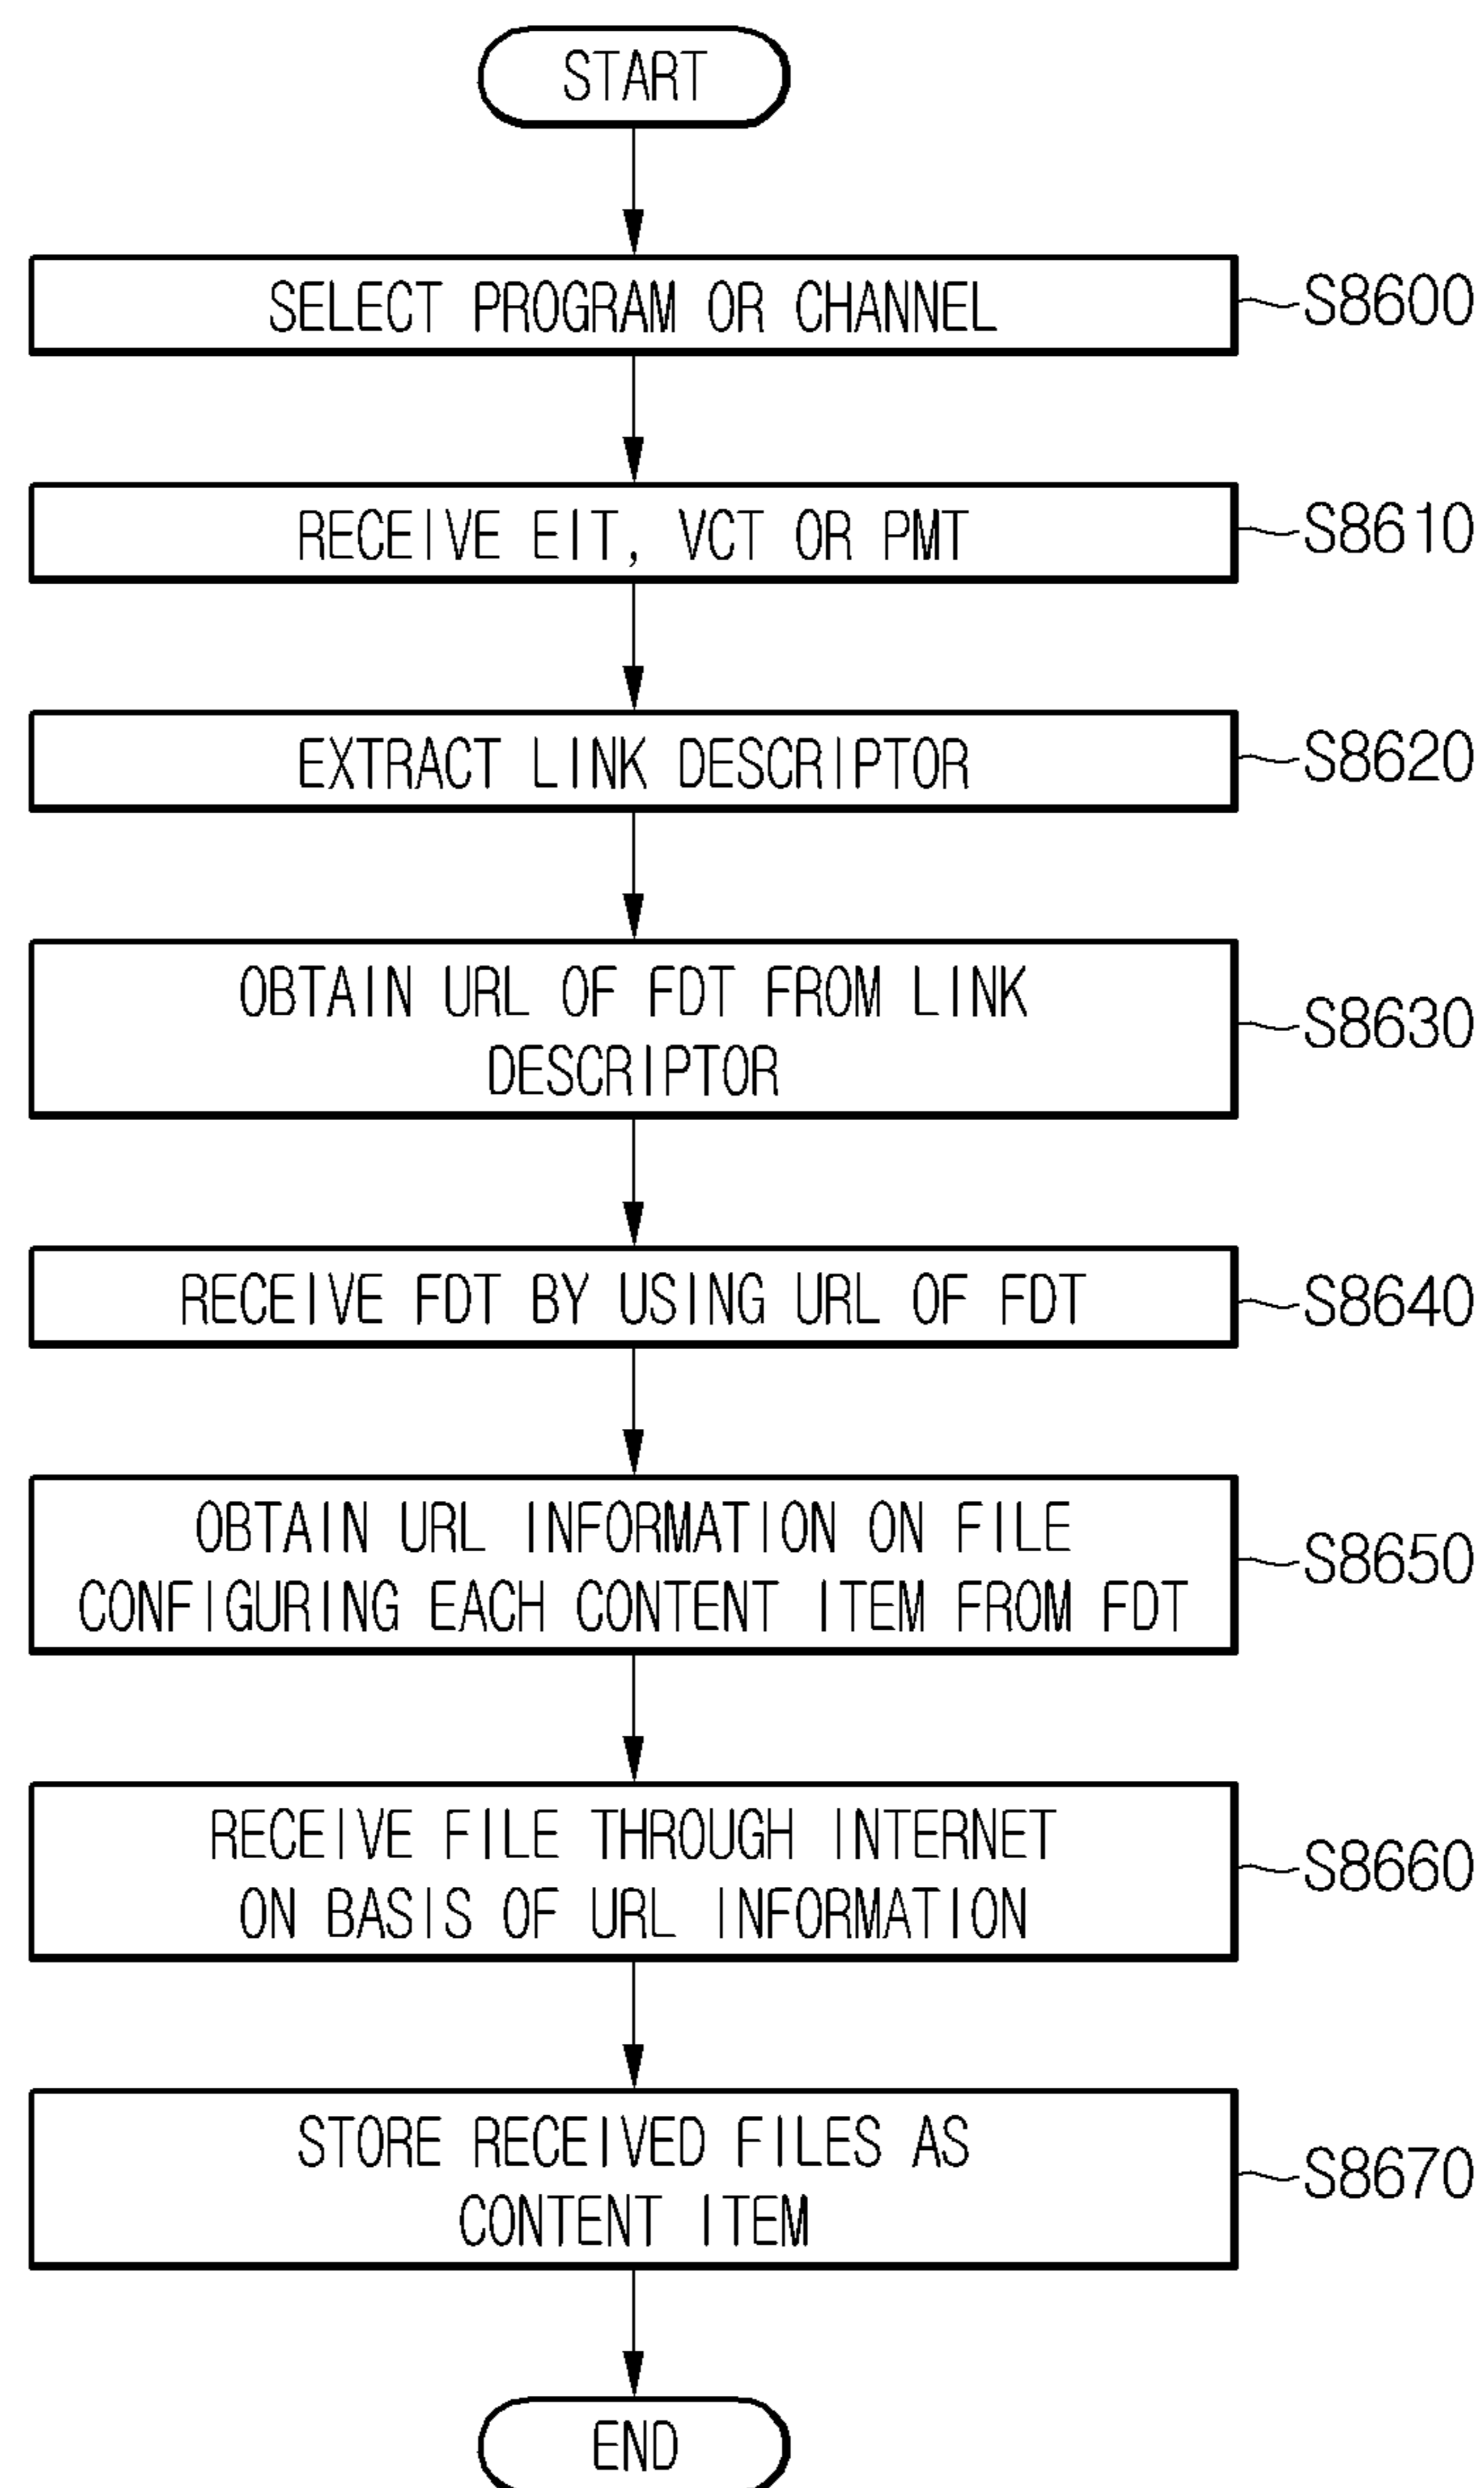 START
SELECT PROGRAM OR CHANNEL
S8600
RECEIVE EIT, VCT OR PMT
S8610
EXTRACT LINK DESCRIPTOR
S8620
OBTAIN URL OF FDT FROM LINK
DESCRIPTOR
S8630
RECEIVE FDT BY USING URL OF FDT
S8640
OBTAIN URL INFORMATION ON FILE
CONFIGURING EACH CONTENT ITEM FROM FDT
S8650
RECEIVE FILE THROUGH INTERNET
ON BASIS OF URL INFORMATION
S8660
STORE RECEIVED FILES AS
CONTENT ITEM
S8670
END